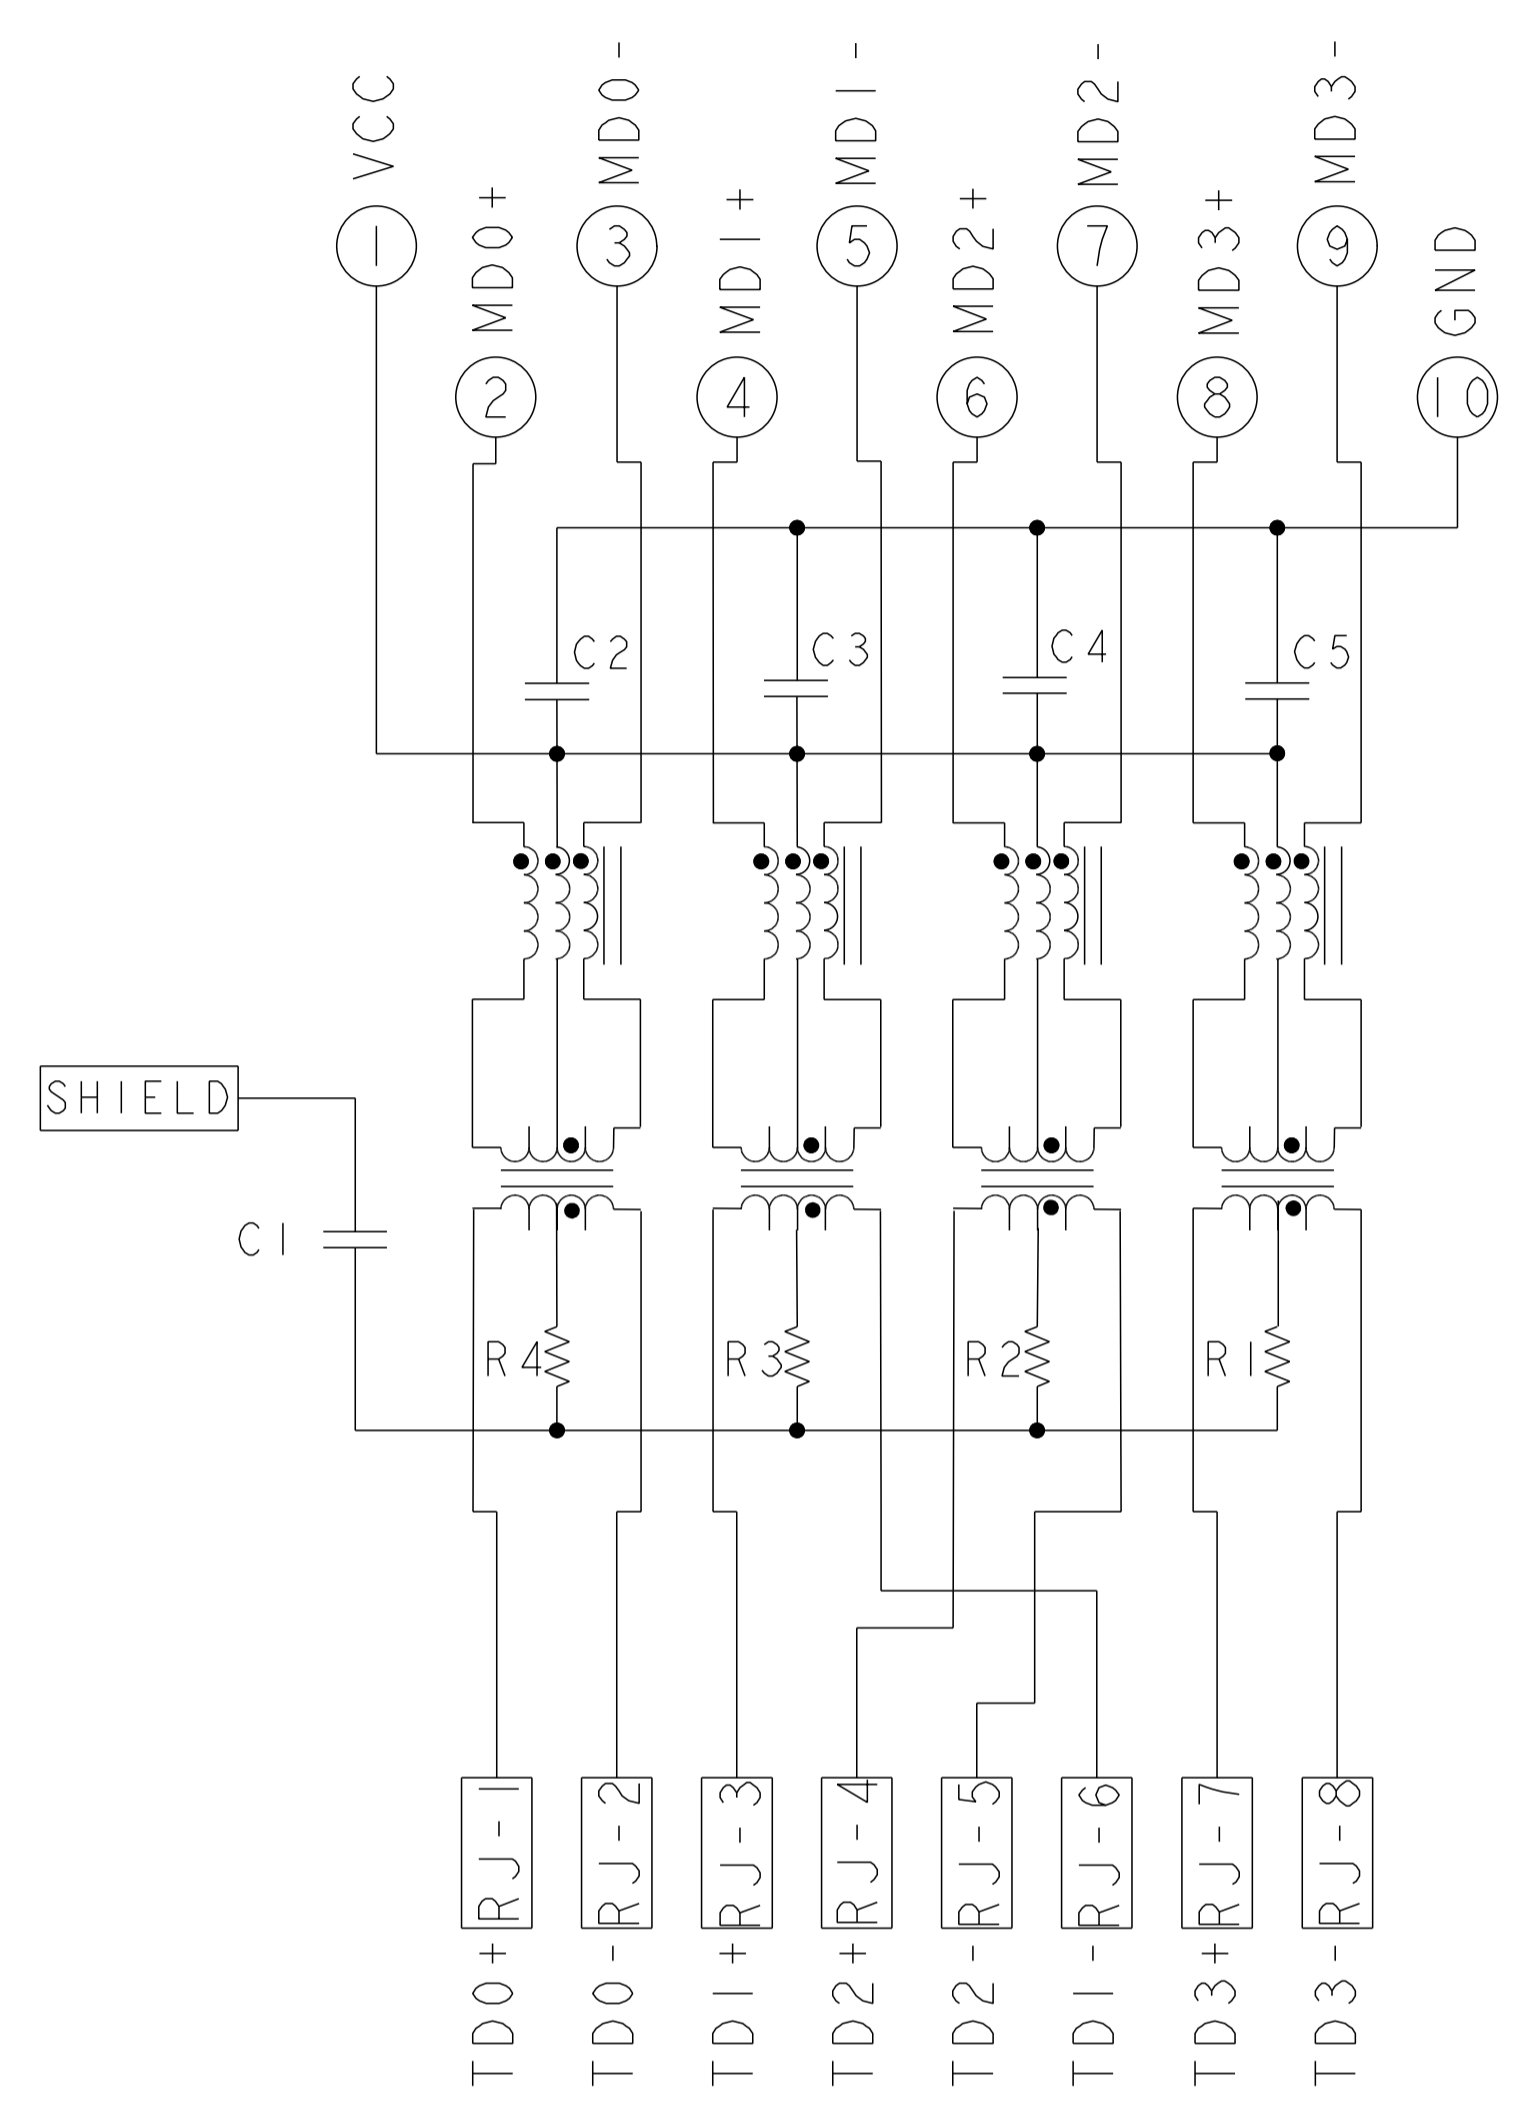 VCC
MD0+
MD0-
MD1+
MD1-
MD2+
MD2-
MD3+
MD3-
GND
1
3
5
7
9
2
4
6
8
10
C2
C3
C4
C5
SHIELD
C1
R4
R3
R2
R1
RJ-1
RJ-2
RJ-3
RJ-4
RJ-5
RJ-6
RJ-7
RJ-8
TD0+
TD0-
TD1+
TD2+
TD2-
TD1-
TD3+
TD3-